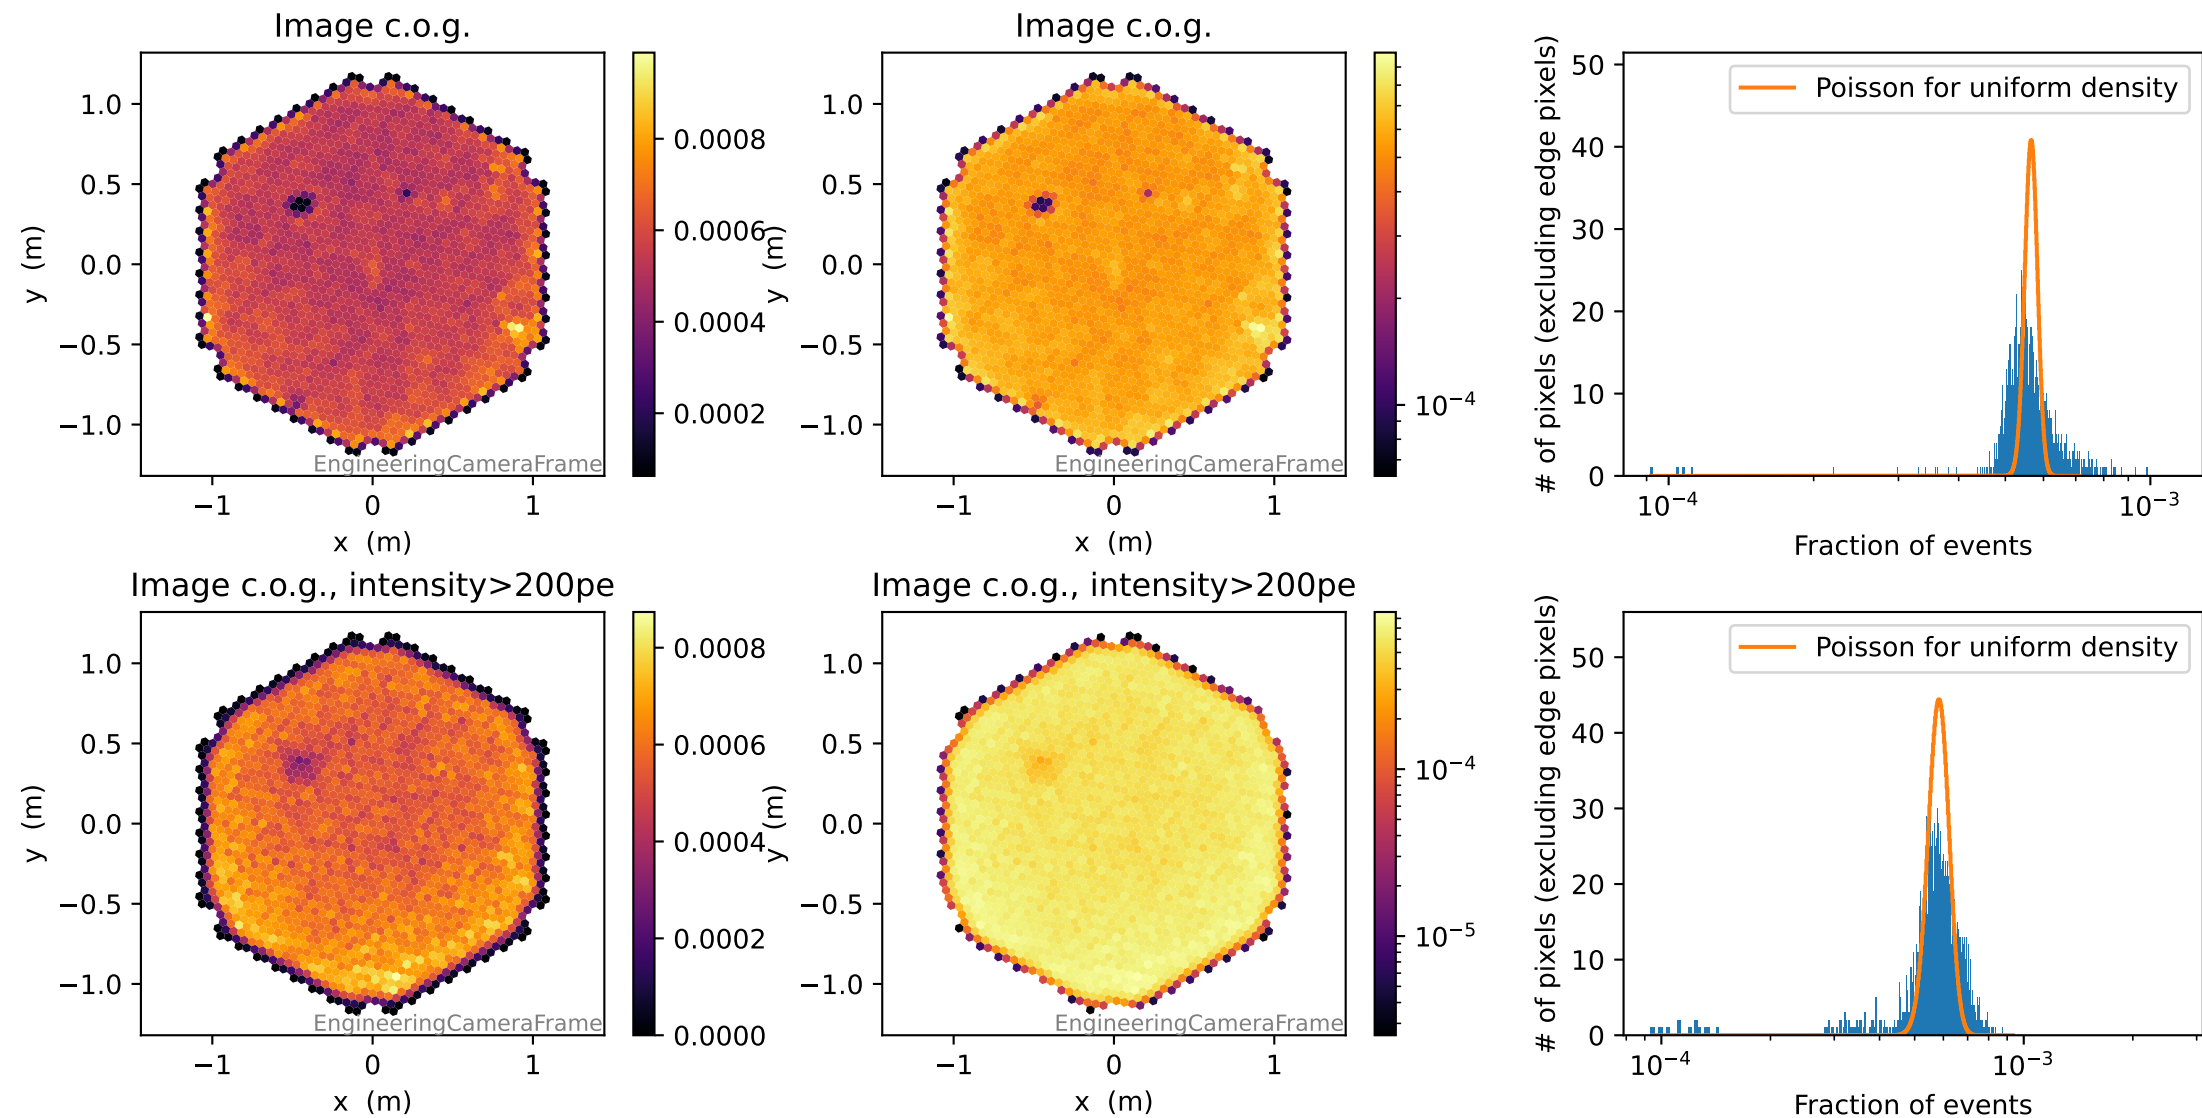 Image c.o.g.
1.0
0.5
0.0
−0.5
−1.0
y (m)
−1
0
1
x (m)
EngineeringCameraFrame
0.0008
0.0006
0.0004
0.0002
Image c.o.g.
1.0
0.5
0.0
−0.5
−1.0
y (m)
−1
0
1
x (m)
EngineeringCameraFrame
10⁻⁴
50
40
30
20
10
0
# of pixels (excluding edge pixels)
Poisson for uniform density
10⁻⁴
10⁻³
Fraction of events
Image c.o.g., intensity>200pe
1.0
0.5
0.0
−0.5
−1.0
y (m)
−1
0
1
x (m)
EngineeringCameraFrame
0.0008
0.0006
0.0004
0.0002
0.0000
Image c.o.g., intensity>200pe
1.0
0.5
0.0
−0.5
−1.0
y (m)
−1
0
1
x (m)
EngineeringCameraFrame
10⁻⁴
10⁻⁵
50
40
30
20
10
0
# of pixels (excluding edge pixels)
Poisson for uniform density
10⁻⁴
10⁻³
Fraction of events